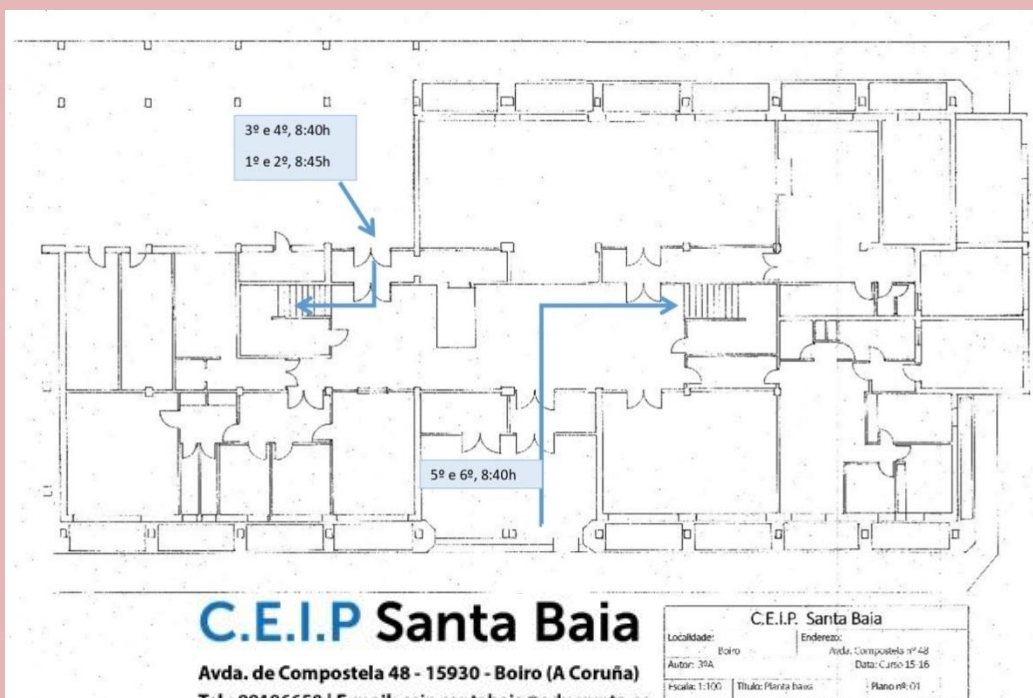 3º e 4º, 8:40h
1º e 2º, 8:45h
5º e 6º, 8:40h
C.E.I.P Santa Baia
Avda. de Compostela 48 - 15930 - Boiro (A Coruña)
C.E.I.P. Santa Baia
Localidade:
Boiro
Enderezo:
Avda. Compostela nº 48
Autor: 3ºA
Data: Curso 15-16
Escala: 1:100
Título: Planta baixa
Plano nº: 01